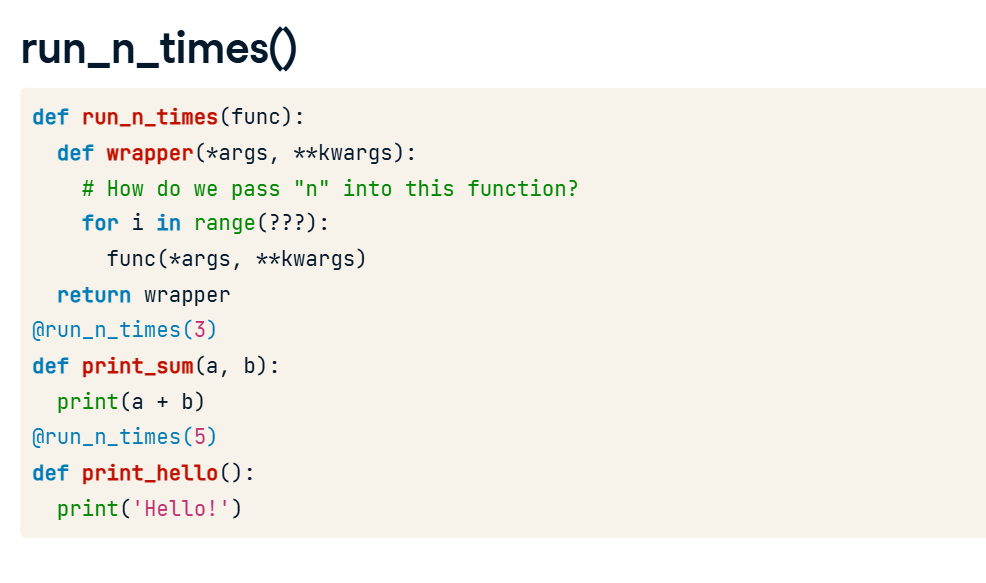 run_n_times()
def run_n_times(func):
  def wrapper(*args, **kwargs):
    # How do we pass "n" into this function?
    for i in range(???):
      func(*args, **kwargs)
  return wrapper
@run_n_times(3)
def print_sum(a, b):
  print(a + b)
@run_n_times(5)
def print_hello():
  print('Hello!')